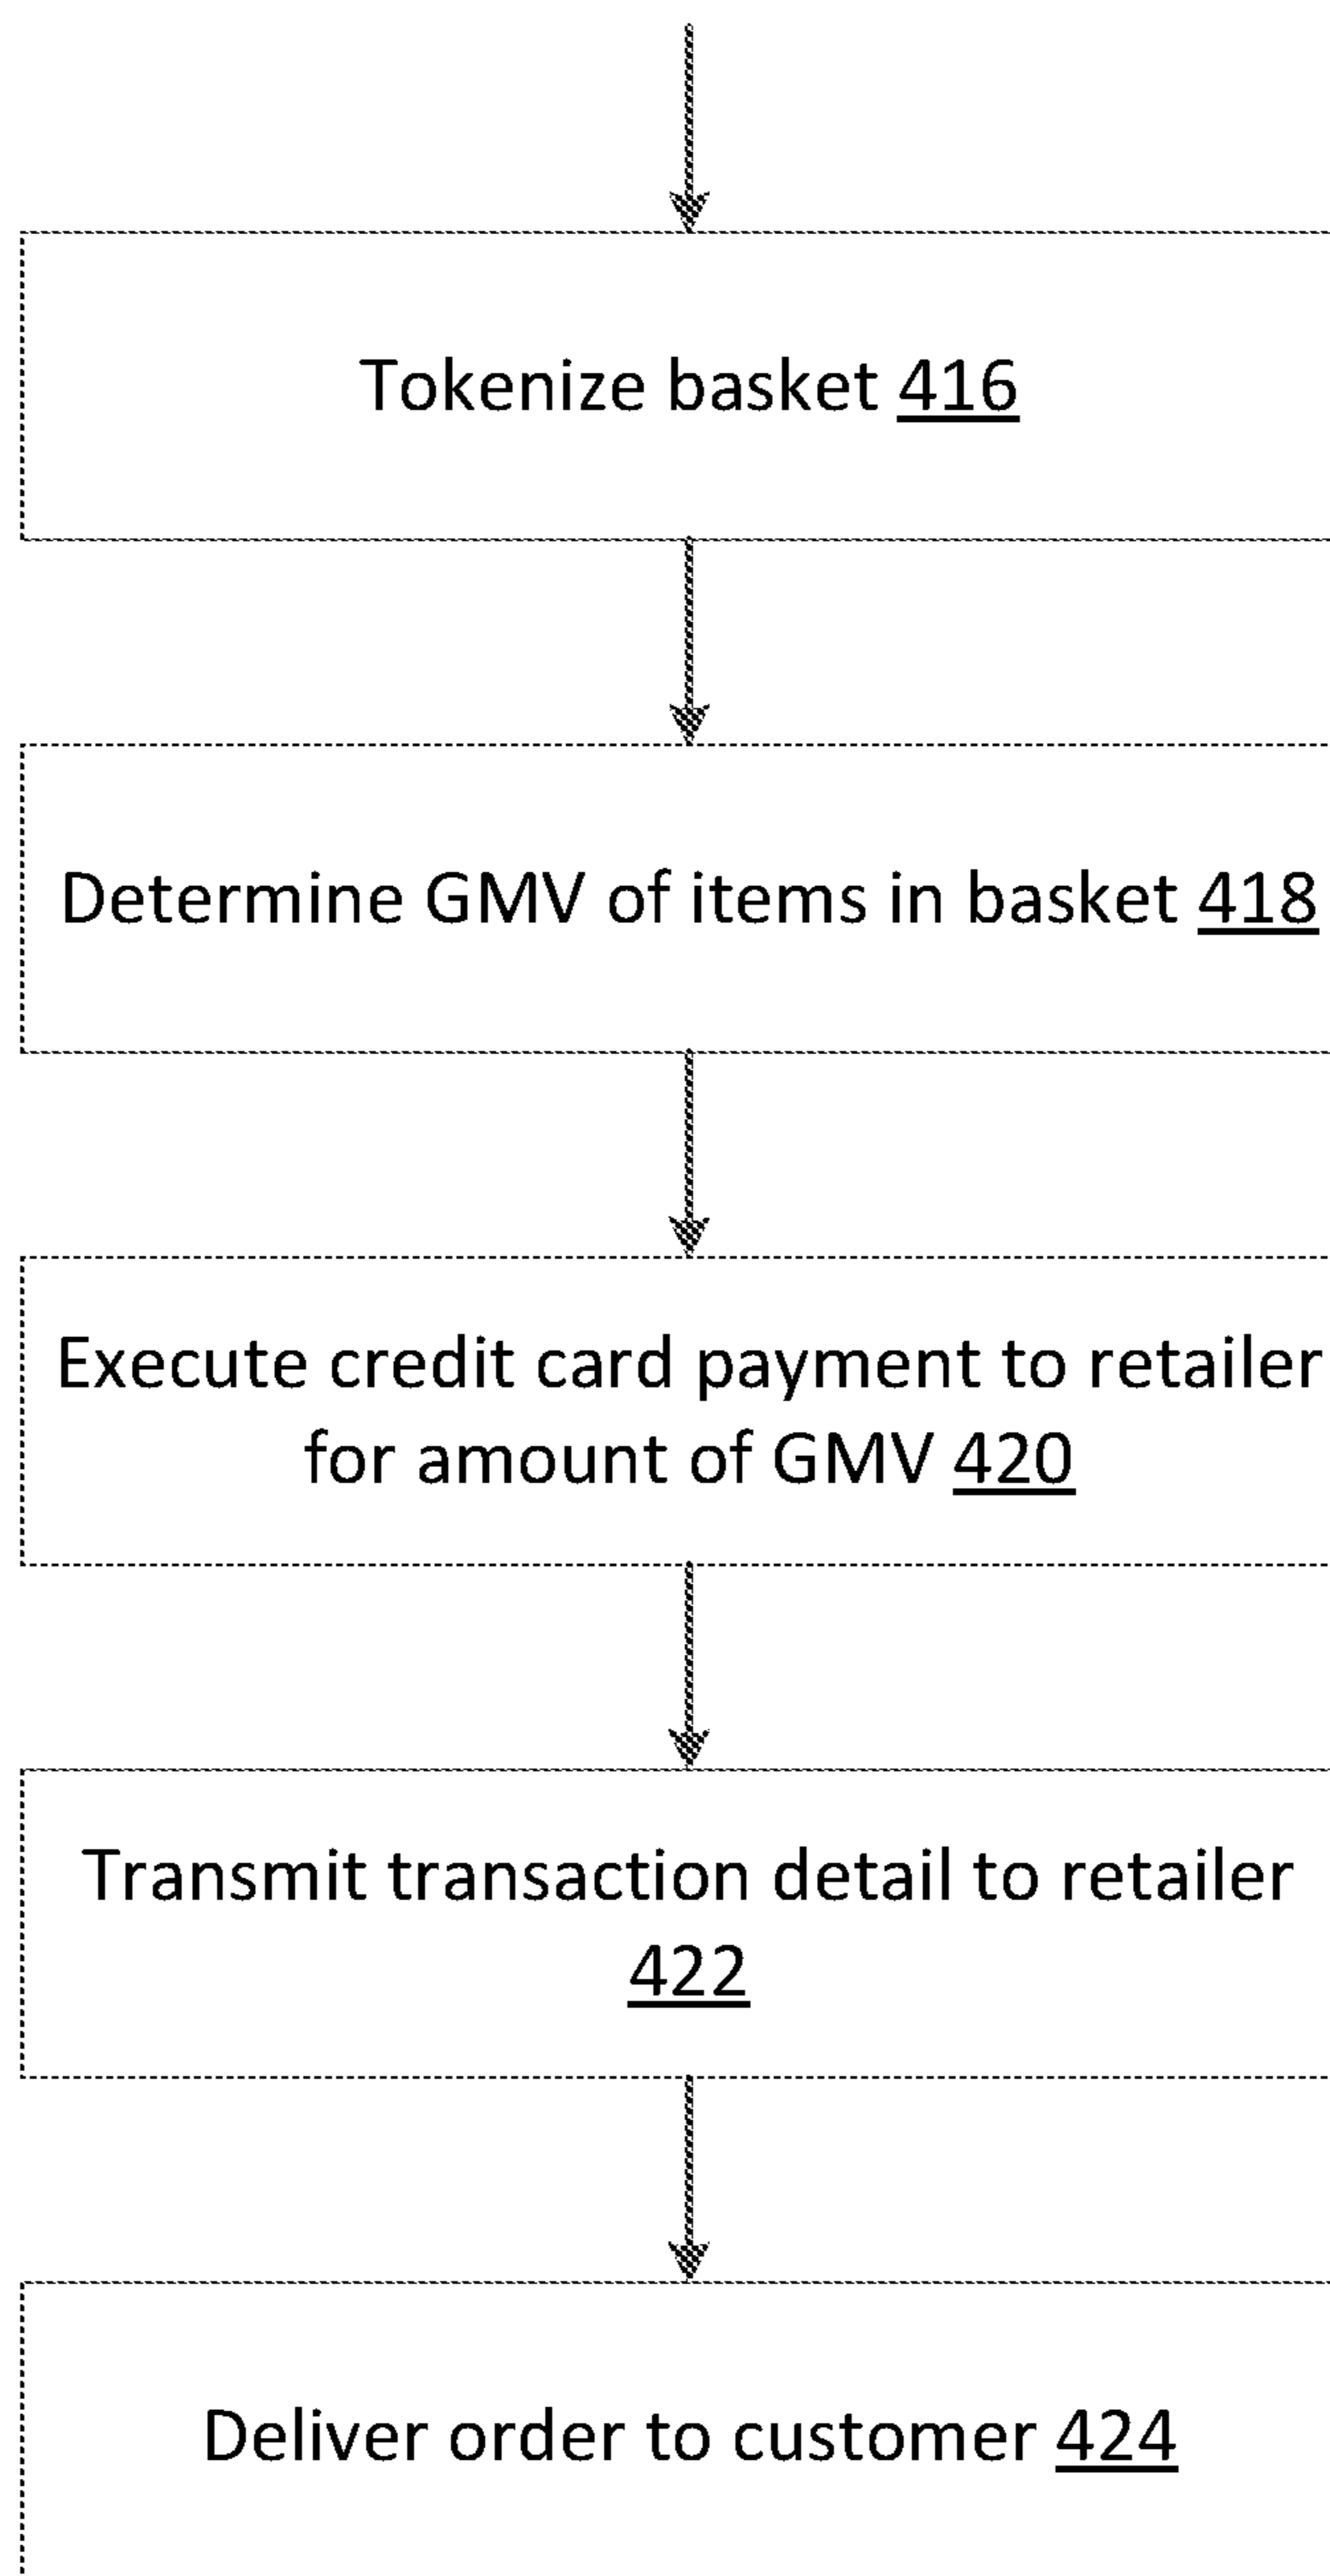 Tokenize basket 416
Determine GMV of items in basket 418
Execute credit card payment to retailer
for amount of GMV 420
Transmit transaction detail to retailer
422
Deliver order to customer 424